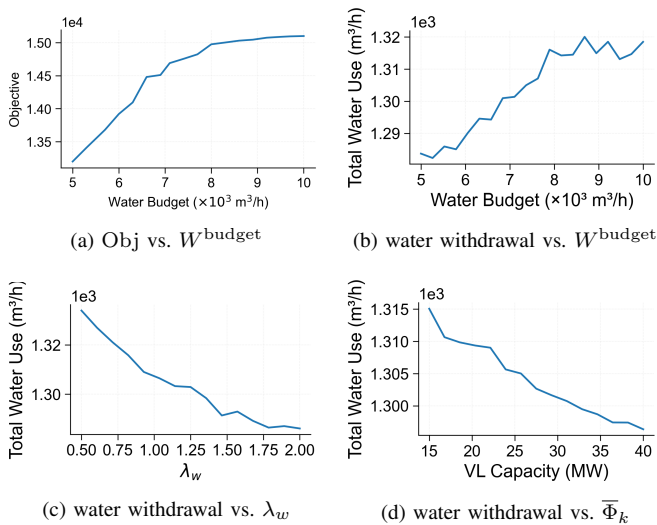 1e4
Objective
1.50
1.45
1.40
1.35
5 6 7 8 9 10
Water Budget (×10³ m³/h)
(a) Obj vs. W^budget
1e3
Total Water Use (m³/h)
1.32
1.31
1.30
1.29
5 6 7 8 9 10
Water Budget (×10³ m³/h)
(b) water withdrawal vs. W^budget
1e3
Total Water Use (m³/h)
1.32
1.30
0.50 0.75 1.00 1.25 1.50 1.75 2.00
λ_w
(c) water withdrawal vs. λ_w
1e3
Total Water Use (m³/h)
1.315
1.310
1.305
1.300
15 20 25 30 35 40
VL Capacity (MW)
(d) water withdrawal vs. Φ̅_k